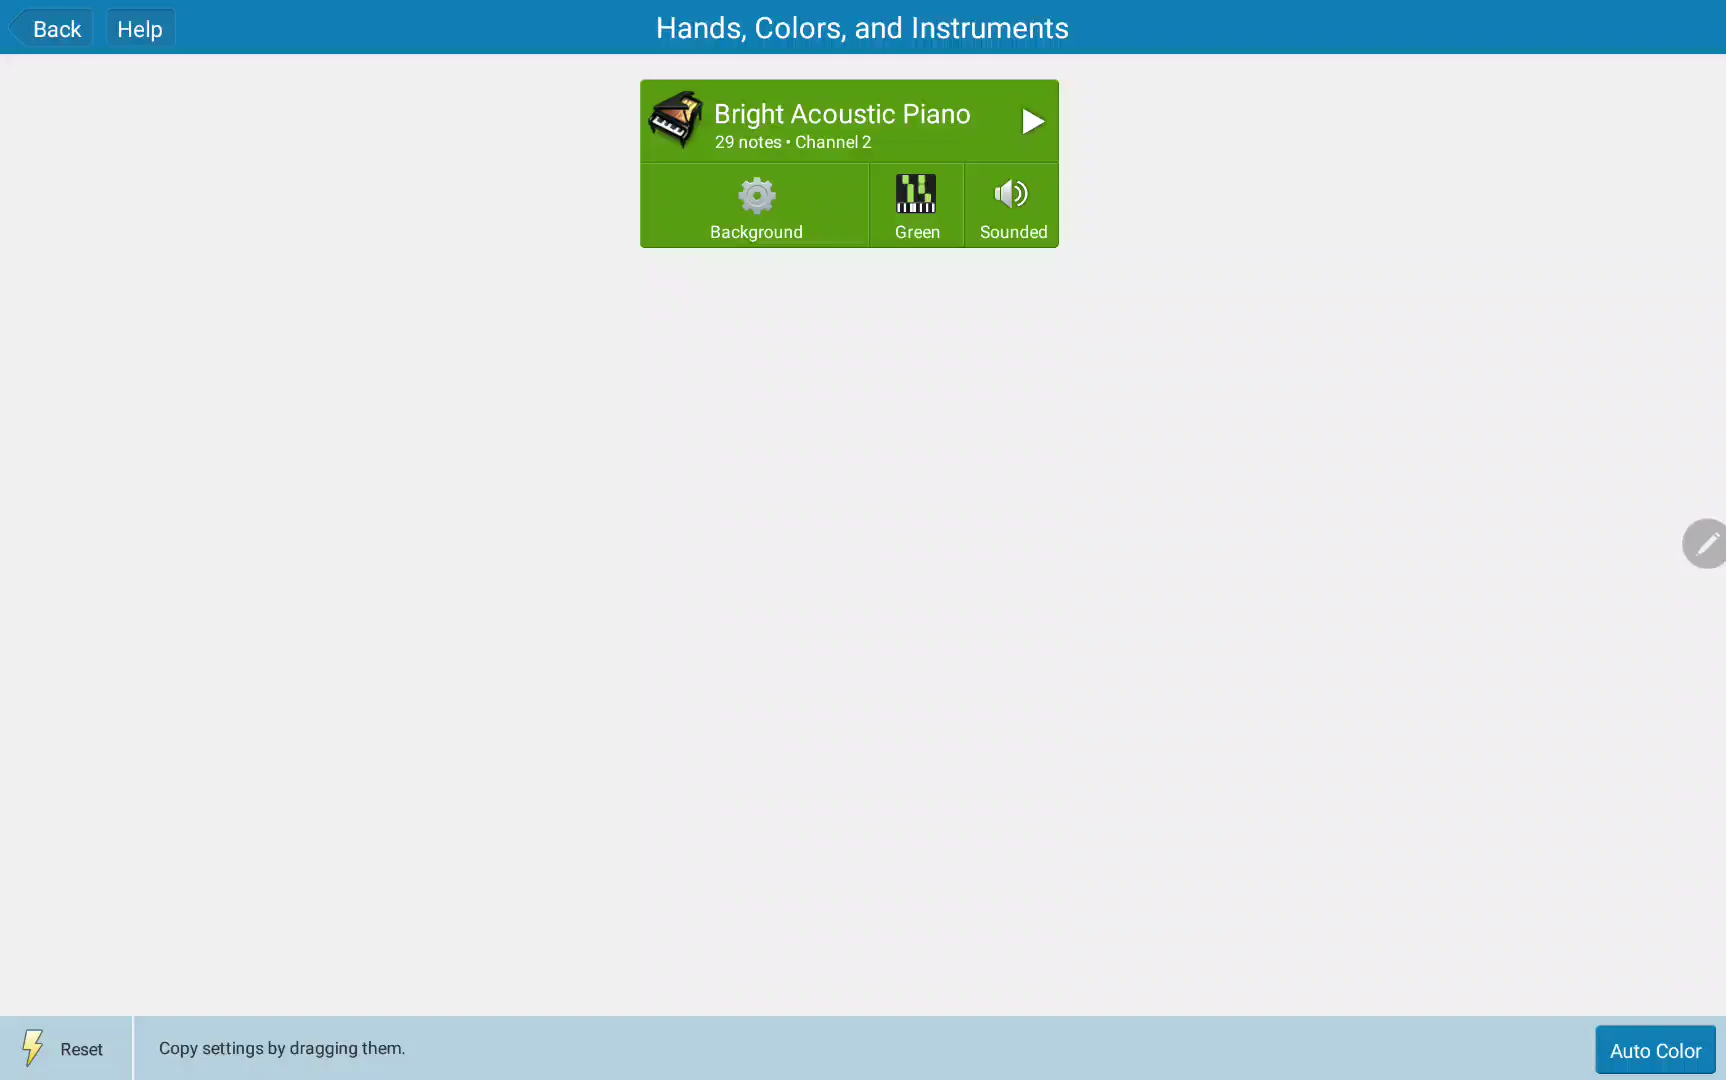 Back
Help
Hands, Colors, and Instruments
Bright Acoustic Piano
29 notes • Channel 2
Background
Green
Sounded
Reset
Copy settings by dragging them.
Auto Color